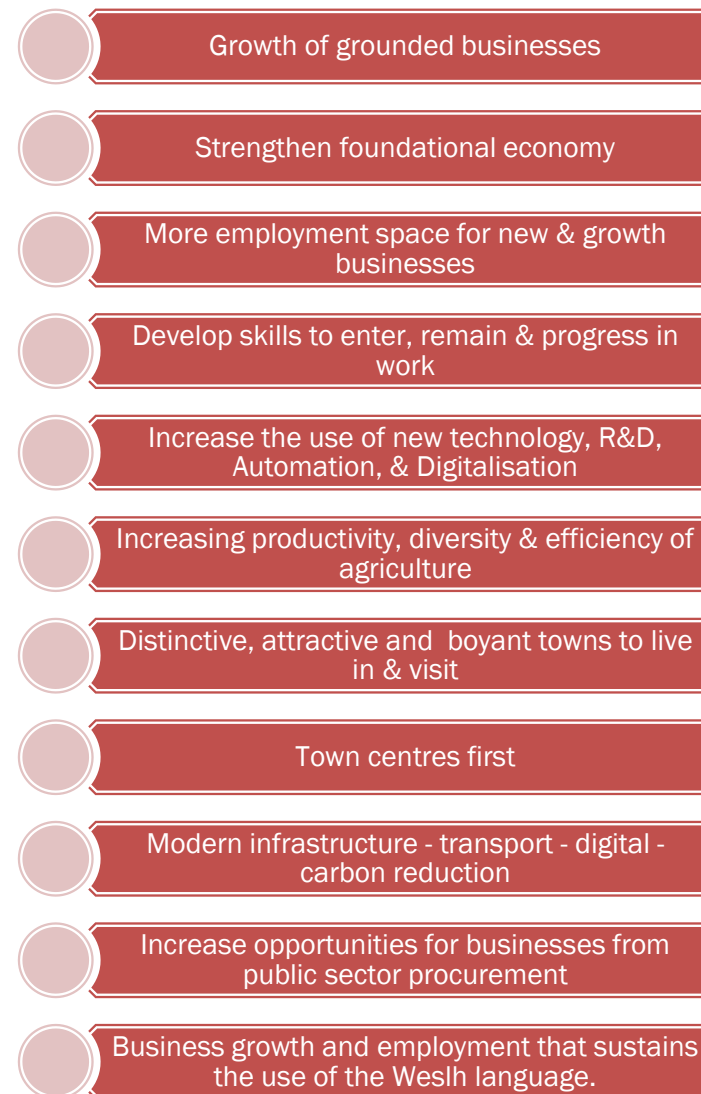 Growth of grounded businesses
Strengthen foundational economy
More employment space for new & growth
businesses
Develop skills to enter, remain & progress in
work
Increase the use of new technology, R&D,
Automation, & Digitalisation
Increasing productivity, diversity & efficiency of
agriculture
Distinctive, attractive and  boyant towns to live
in & visit
Town centres first
Modern infrastructure - transport - digital -
carbon reduction
Increase opportunities for businesses from
public sector procurement
Business growth and employment that sustains
the use of the Weslh language.